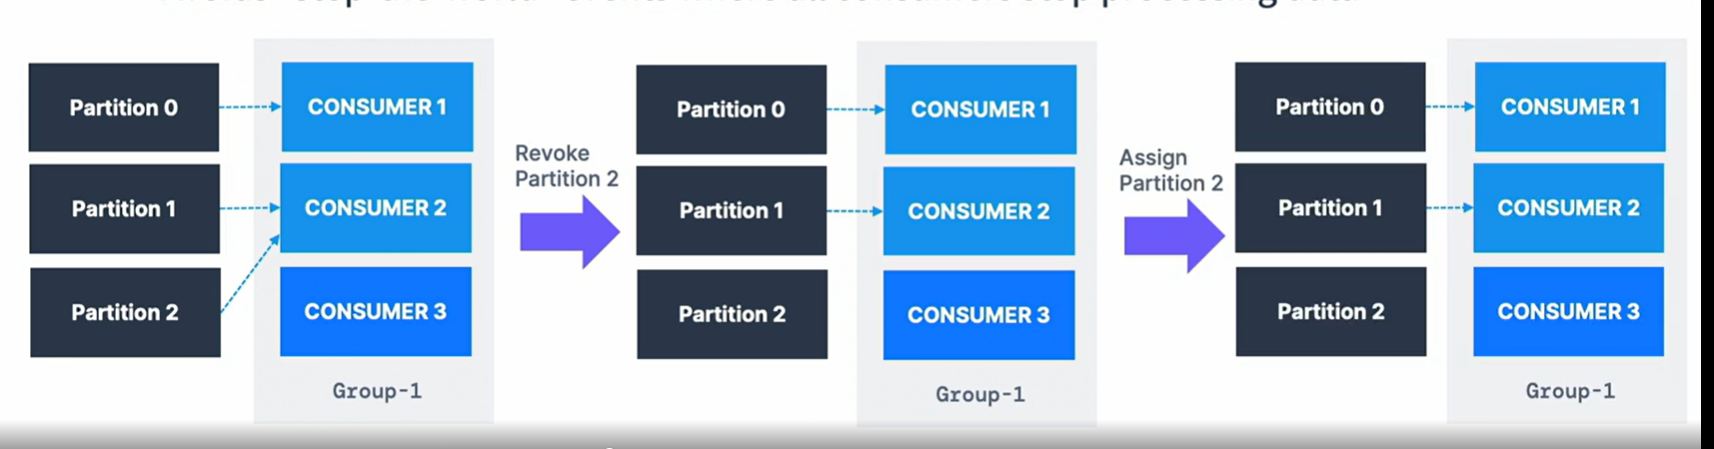 Partition 0
CONSUMER 1
Partition 1
CONSUMER 2
Partition 2
CONSUMER 3
Group-1
Revoke
Partition 2
Partition 0
CONSUMER 1
Partition 1
CONSUMER 2
Partition 2
CONSUMER 3
Group-1
Assign
Partition 2
Partition 0
CONSUMER 1
Partition 1
CONSUMER 2
Partition 2
CONSUMER 3
Group-1